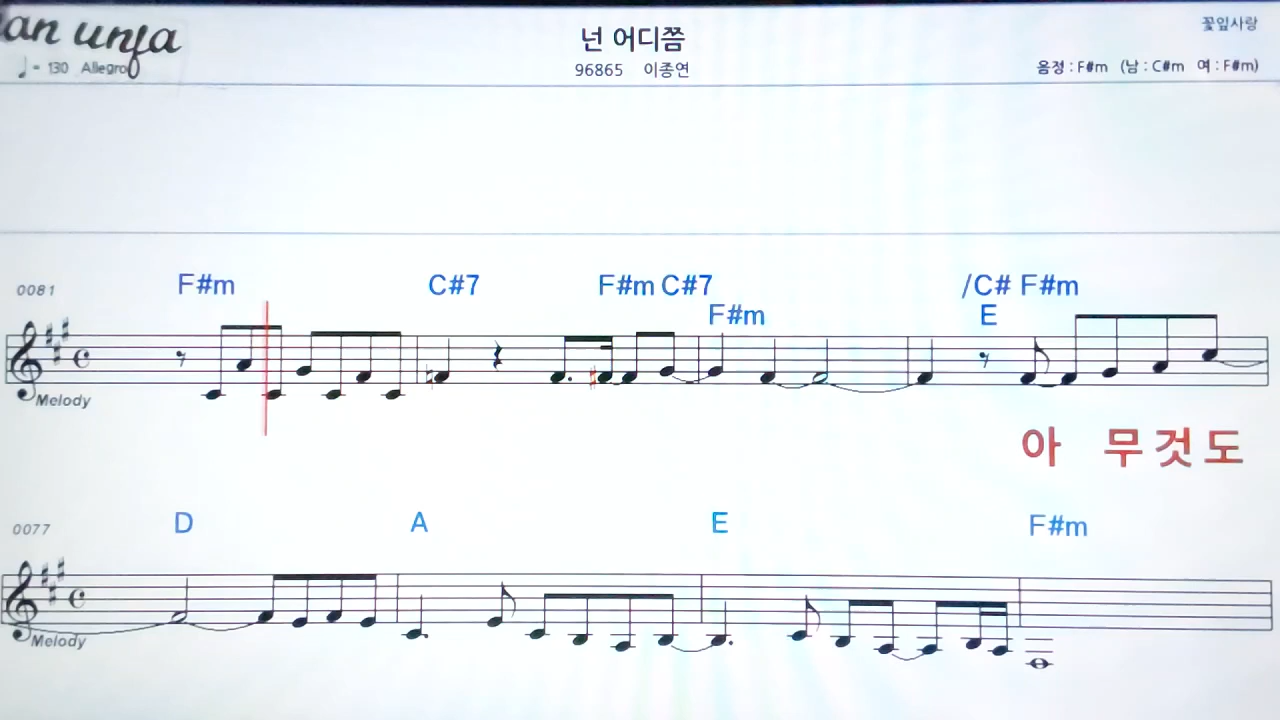 an unfa
넌 어디쯤
꽃잎사랑
♩= 130 Allegro
96865 이종연
음정 : F#m (남 : C#m 여 : F#m)
F#m C#7 F#m C#7 /C# F#m
0081
F#m E
Melody
아 무것도
0077 D A E F#m
Melody